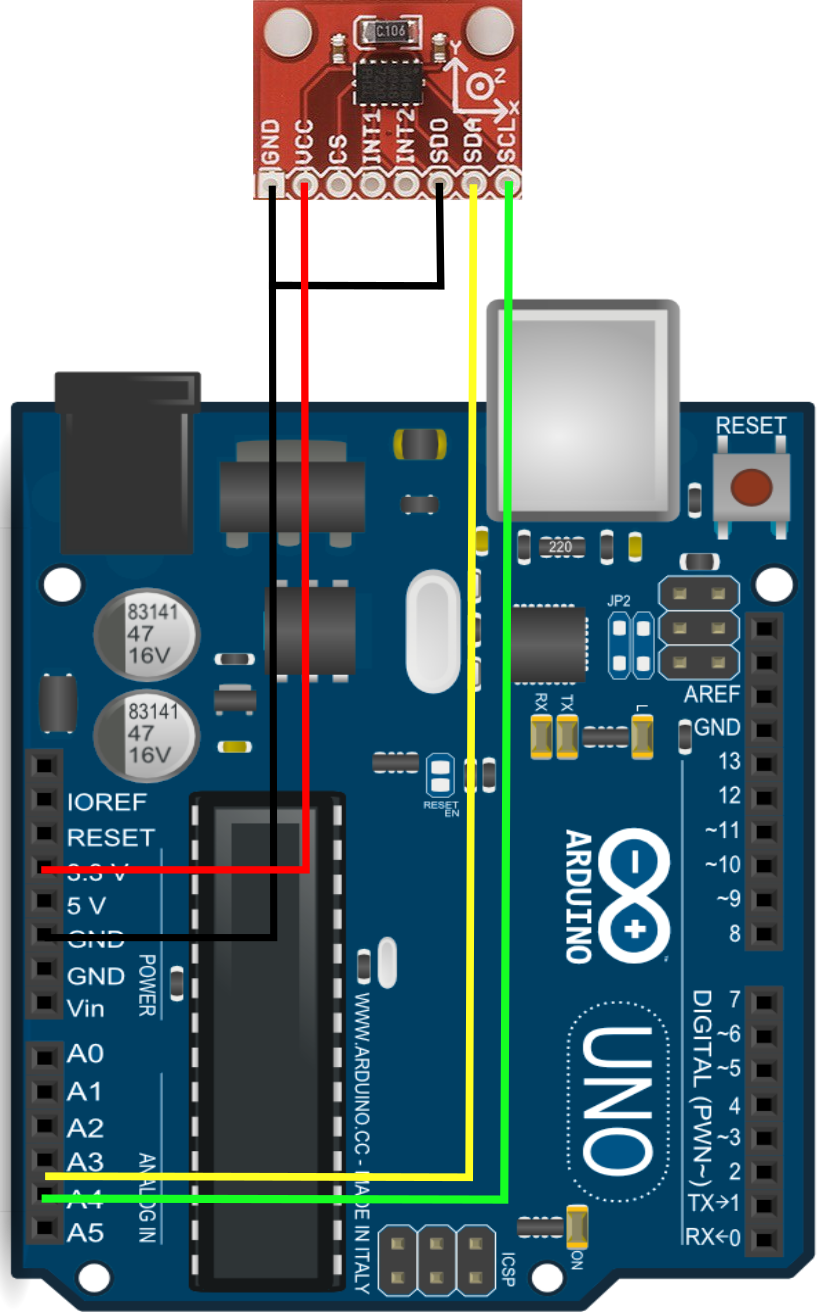 C106
Y
Z
X
GND
VCC
CS
INT1
INT2
SDO
SDA
SCL
RESET
220
JP2
83141
47
16V
83141
47
16V
RX
TX
L
AREF
GND
13
12
~11
~10
~9
8
IOREF
RESET
3.3 V
5 V
GND
GND
Vin
POWER
RESET
EN
ARDUINO
™
UNO
WWW.ARDUINO.CC - MADE IN ITALY
A0
A1
A2
A3
A4
A5
ANALOG IN
7
~6
~5
4
~3
2
TX→1
RX←0
DIGITAL (PWN~)
ICSP
ON